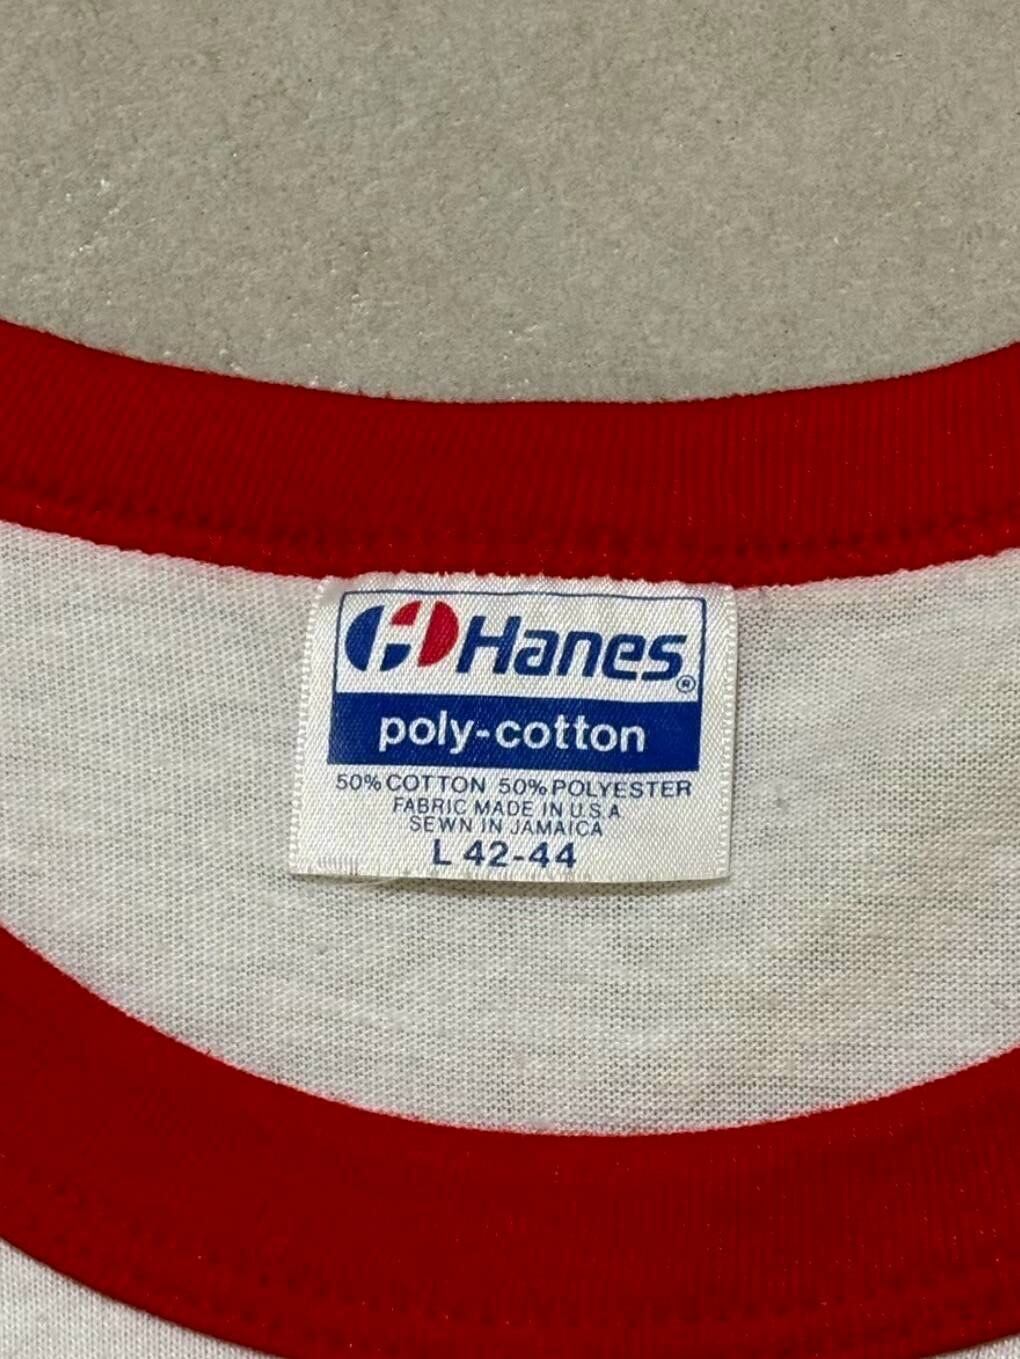 Hanes®
poly-cotton
50% COTTON 50% POLYESTER
FABRIC MADE IN U.S.A
SEWN IN JAMAICA
L 42-44